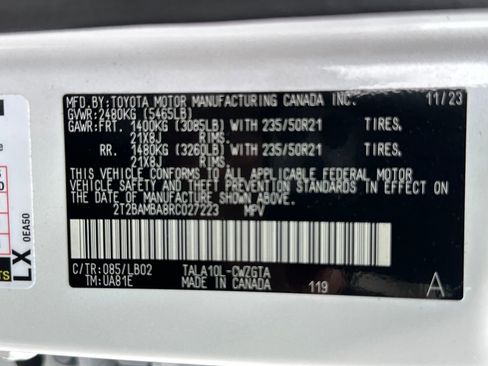 MFD.BY:TOYOTA MOTOR MANUFACTURING CANADA INC. 11/23
GVWR:2480KG (5465LB)
GAWR:FRT. 1400KG (3085LB) WITH 235/50R21 TIRES,
21X8J RIMS,
RR. 1480KG (3260LB) WITH 235/50R21 TIRES,
21X8J RIMS,
THIS VEHICLE CONFORMS TO ALL APPLICABLE FEDERAL MOTOR
VEHICLE SAFETY AND THEFT PREVENTION STANDARDS IN EFFECT
ON THE DATE OF MANUFACTURE SHOWN ABOVE.
2T2BAMBA8RC027223 MPV
C/TR:085/LB02 TALA10L-CWZGTA
TM:UA81E MADE IN CANADA 119 A
LX 0EA50